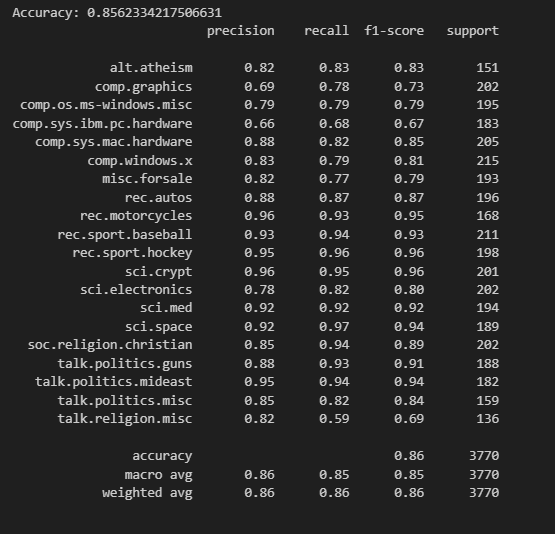 Accuracy: 0.8562334217506631
precision recall f1-score support
alt.atheism 0.82 0.83 0.83 151
comp.graphics 0.69 0.78 0.73 202
comp.os.ms-windows.misc 0.79 0.79 0.79 195
comp.sys.ibm.pc.hardware 0.66 0.68 0.67 183
comp.sys.mac.hardware 0.88 0.82 0.85 205
comp.windows.x 0.83 0.79 0.81 215
misc.forsale 0.82 0.77 0.79 193
rec.autos 0.88 0.87 0.87 196
rec.motorcycles 0.96 0.93 0.95 168
rec.sport.baseball 0.93 0.94 0.93 211
rec.sport.hockey 0.95 0.96 0.96 198
sci.crypt 0.96 0.95 0.96 201
sci.electronics 0.78 0.82 0.80 202
sci.med 0.92 0.92 0.92 194
sci.space 0.92 0.97 0.94 189
soc.religion.christian 0.85 0.94 0.89 202
talk.politics.guns 0.88 0.93 0.91 188
talk.politics.mideast 0.95 0.94 0.94 182
talk.politics.misc 0.85 0.82 0.84 159
talk.religion.misc 0.82 0.59 0.69 136
accuracy 0.86 3770
macro avg 0.86 0.85 0.85 3770
weighted avg 0.86 0.86 0.86 3770